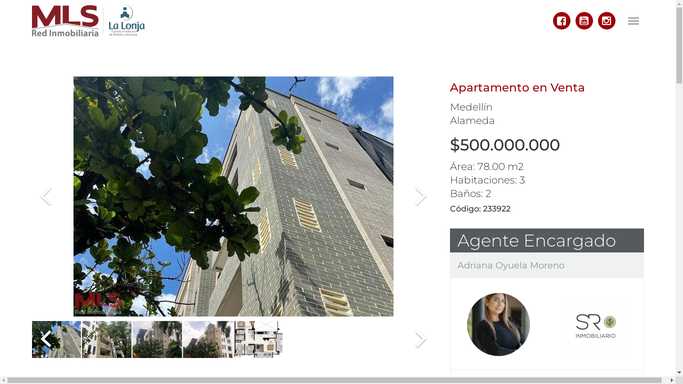 MLS
Red Inmobiliaria
La Lonja
Apartamento en Venta
Medellín
Alameda
$500.000.000
Área: 78.00 m2
Habitaciones: 3
Baños: 2
Código: 233922
Agente Encargado
Adriana Oyuela Moreno
MLS
SR
INMOBILIARIO